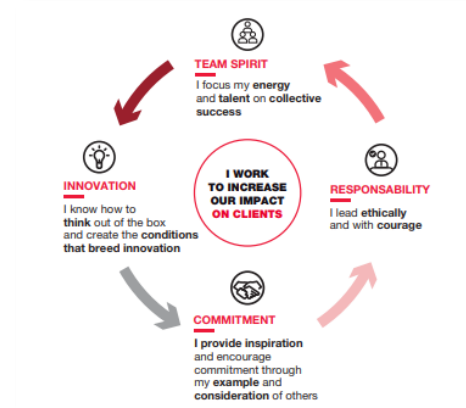 TEAM SPIRIT
I focus my energy
and talent on collective
success
INNOVATION
I know how to
think out of the box
and create the conditions
that breed innovation
I WORK
TO INCREASE
OUR IMPACT
ON CLIENTS
RESPONSABILITY
I lead ethically
and with courage
COMMITMENT
I provide inspiration
and encourage
commitment through
my example and
consideration of others